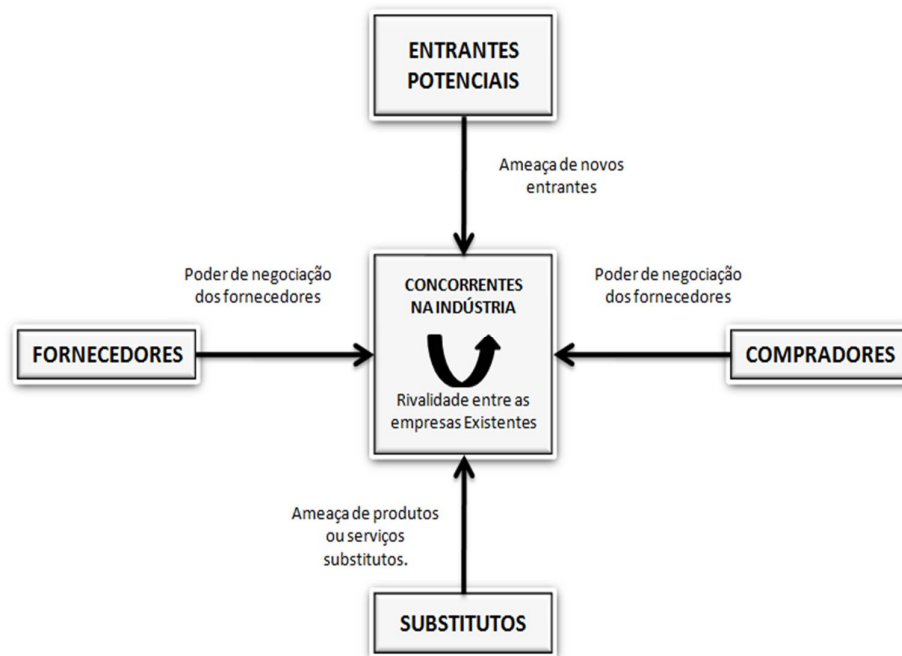 ENTRANTES
POTENCIAIS
Ameaça de novos
entrantes
Poder de negociação
dos fornecedores
CONCORRENTES
NA INDÚSTRIA
Poder de negociação
dos fornecedores
FORNECEDORES
COMPRADORES
Rivalidade entre as
empresas Existentes
Ameaça de produtos
ou serviços
substitutos.
SUBSTITUTOS